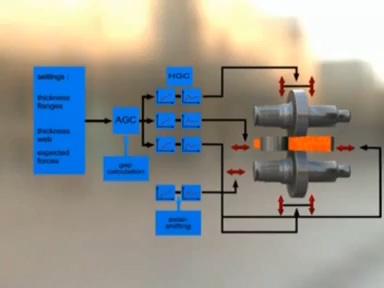 settings :
thickness
flanges
thickness
web
expected
forces
AGC
HGC
gap
calculation
axial-
shifting